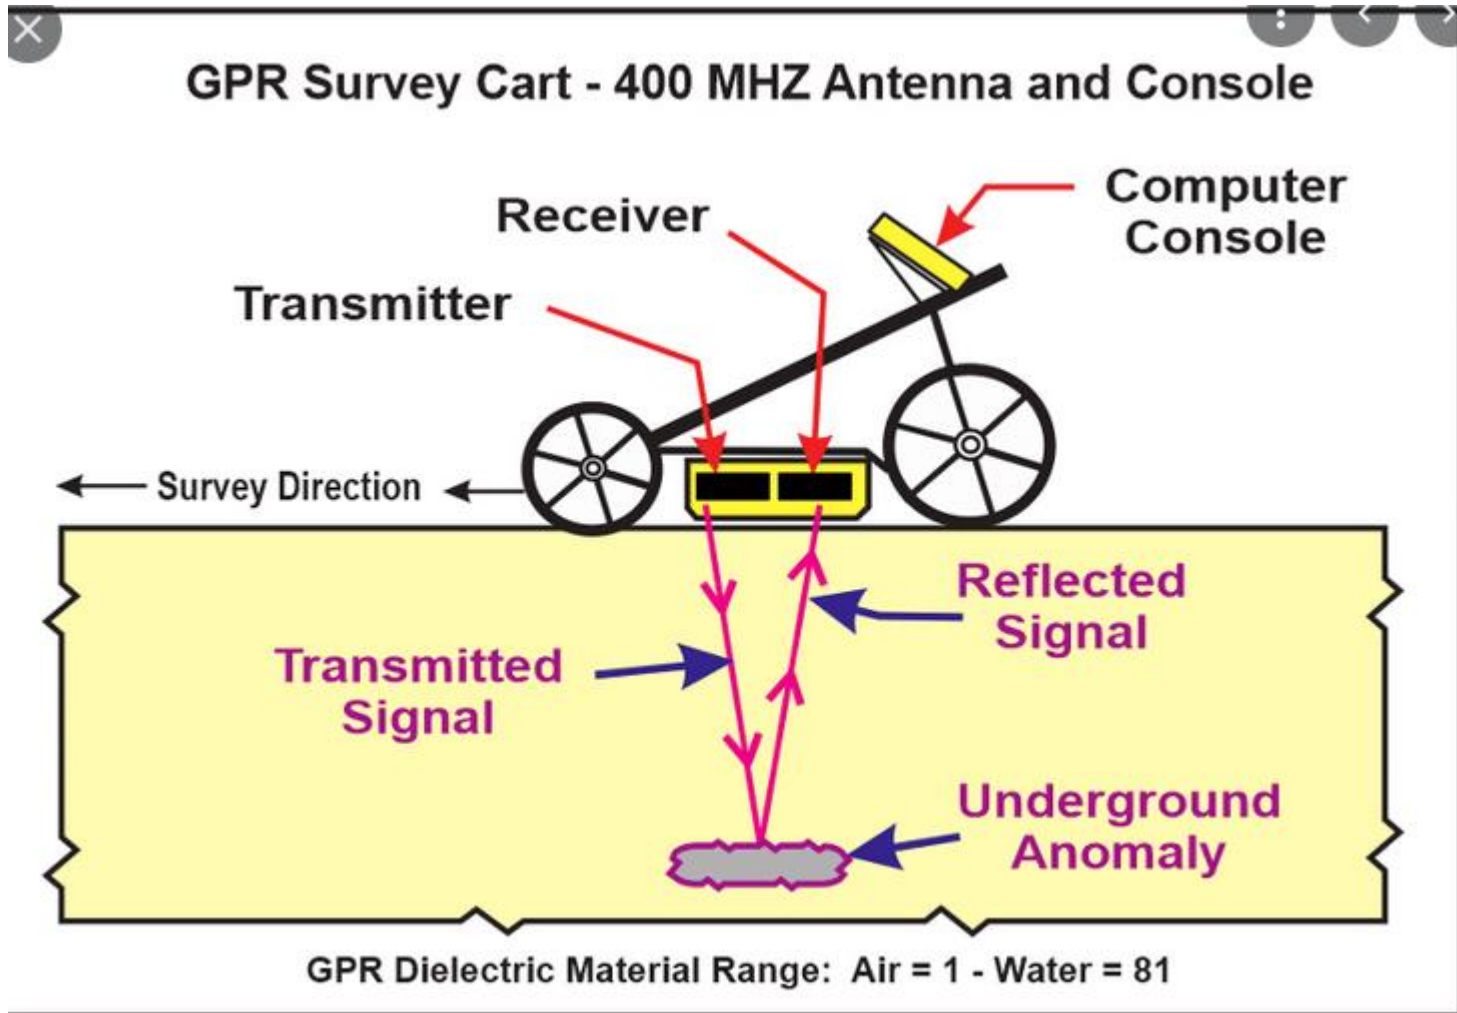 GPR Survey Cart - 400 MHZ Antenna and Console
Computer
Console
Receiver
Transmitter
Survey Direction
Reflected
Signal
Transmitted
Signal
Underground
Anomaly
GPR Dielectric Material Range: Air = 1 - Water = 81